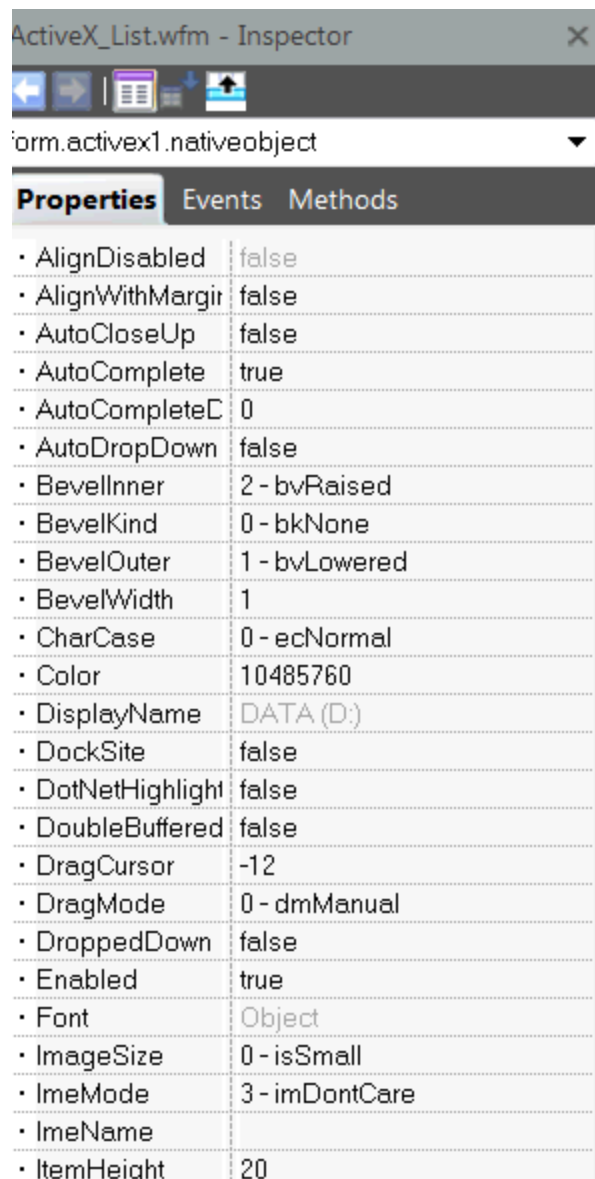 ActiveX_List.wfm - Inspector
form.activex1.nativeobject
Properties Events Methods
AlignDisabled false
AlignWithMargin false
AutoCloseUp false
AutoComplete true
AutoCompleteD 0
AutoDropDown false
BevelInner 2 - bvRaised
BevelKind 0 - bkNone
BevelOuter 1 - bvLowered
BevelWidth 1
CharCase 0 - ecNormal
Color 10485760
DisplayName DATA (D:)
DockSite false
DotNetHighlight false
DoubleBuffered false
DragCursor -12
DragMode 0 - dmManual
DroppedDown false
Enabled true
Font Object
ImageSize 0 - isSmall
ImeMode 3 - imDontCare
ImeName
ItemHeight 20